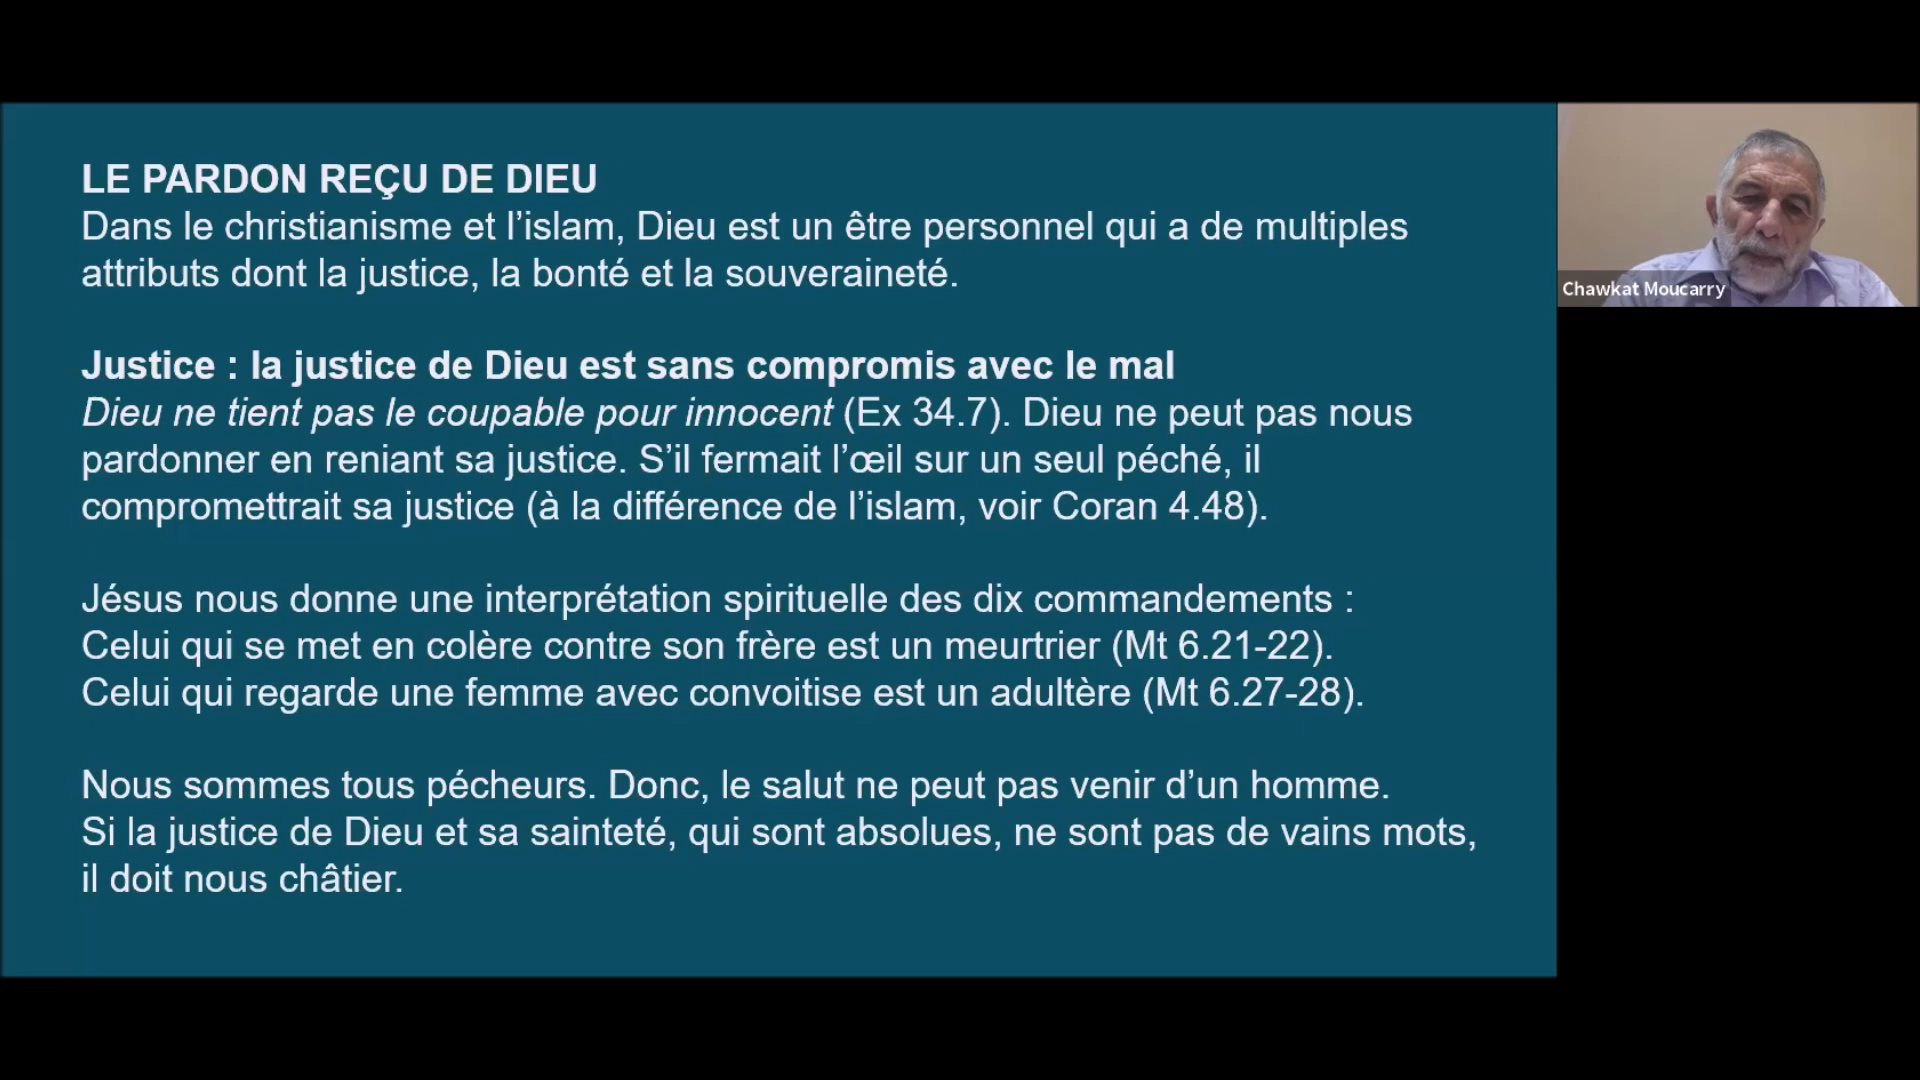 LE PARDON REÇU DE DIEU
Dans le christianisme et l’islam, Dieu est un être personnel qui a de multiples
attributs dont la justice, la bonté et la souveraineté.
Justice : la justice de Dieu est sans compromis avec le mal
Dieu ne tient pas le coupable pour innocent (Ex 34.7). Dieu ne peut pas nous
pardonner en reniant sa justice. S’il fermait l’œil sur un seul péché, il
compromettrait sa justice (à la différence de l’islam, voir Coran 4.48).
Jésus nous donne une interprétation spirituelle des dix commandements :
Celui qui se met en colère contre son frère est un meurtrier (Mt 6.21-22).
Celui qui regarde une femme avec convoitise est un adultère (Mt 6.27-28).
Nous sommes tous pécheurs. Donc, le salut ne peut pas venir d’un homme.
Si la justice de Dieu et sa sainteté, qui sont absolues, ne sont pas de vains mots,
il doit nous châtier.
Chawkat Moucarry